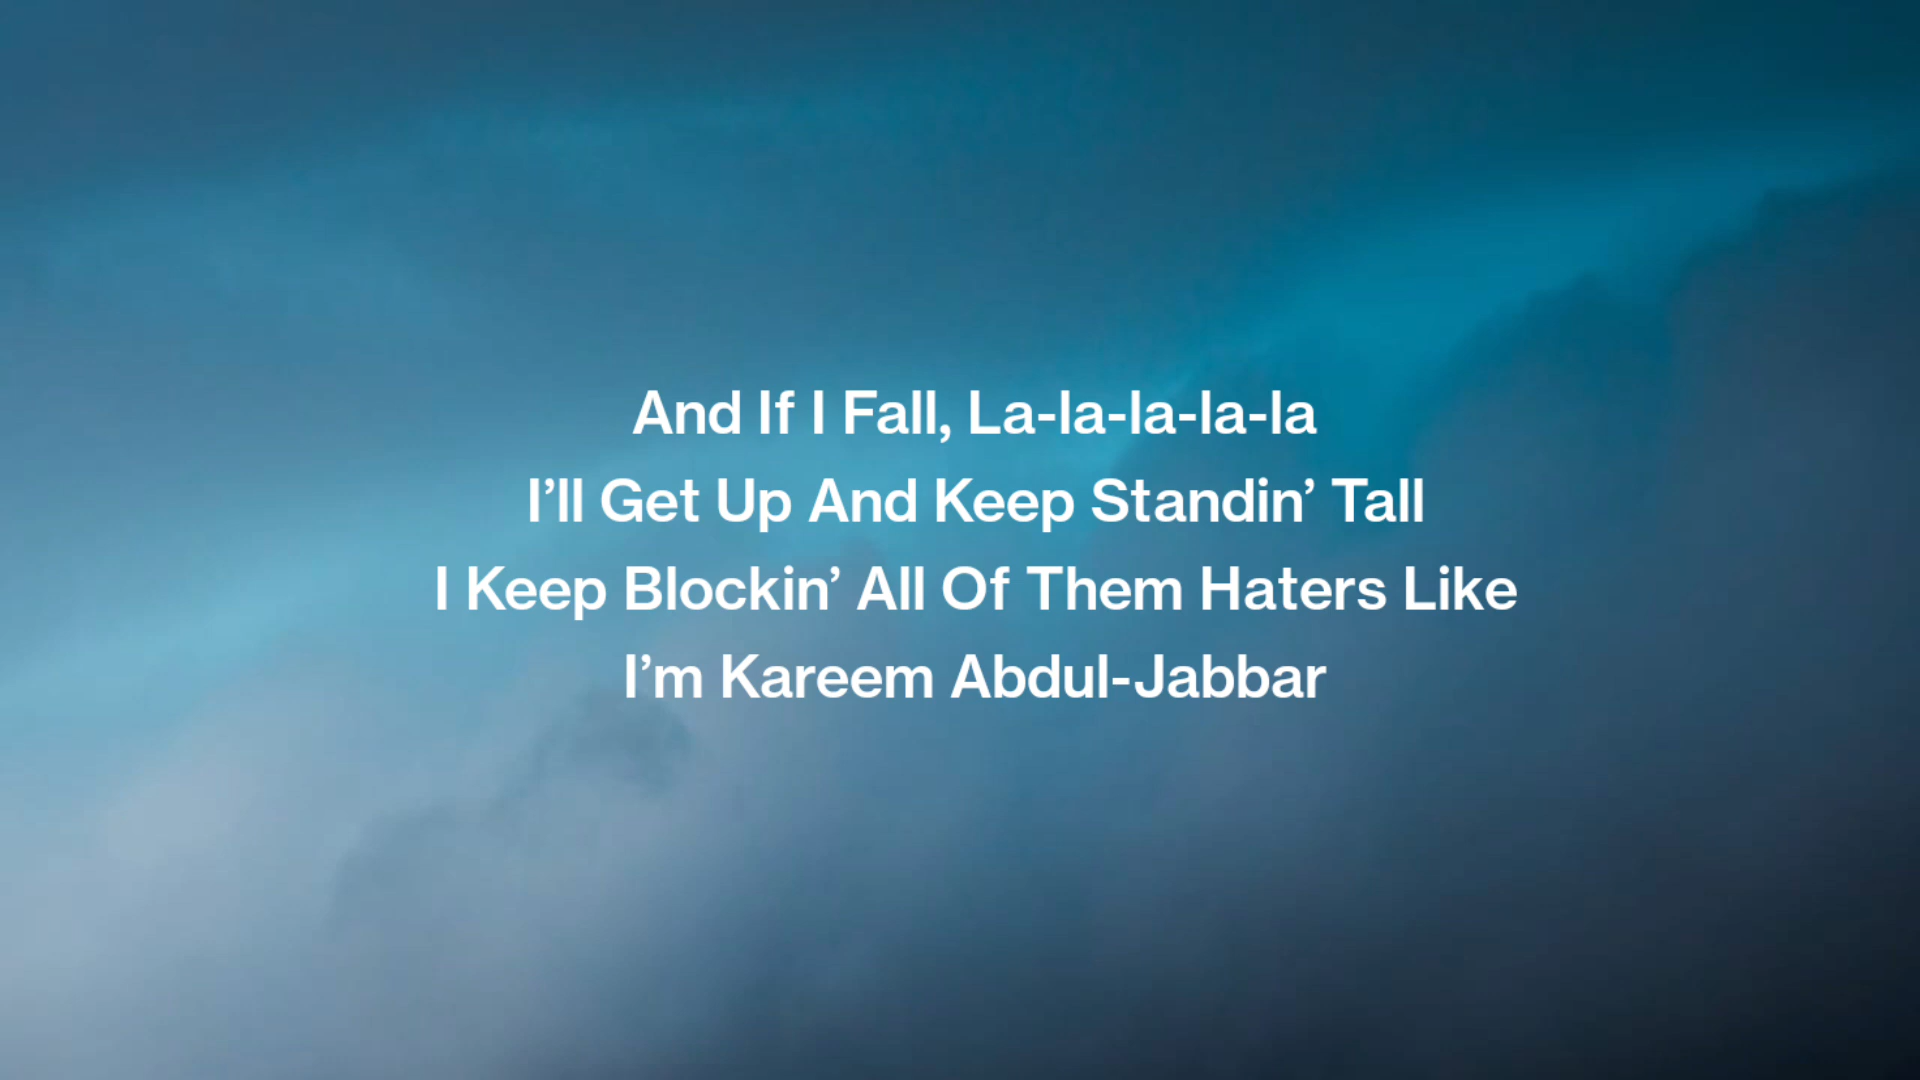 And If I Fall, La-la-la-la-la
I’ll Get Up And Keep Standin’ Tall
I Keep Blockin’ All Of Them Haters Like
I’m Kareem Abdul-Jabbar